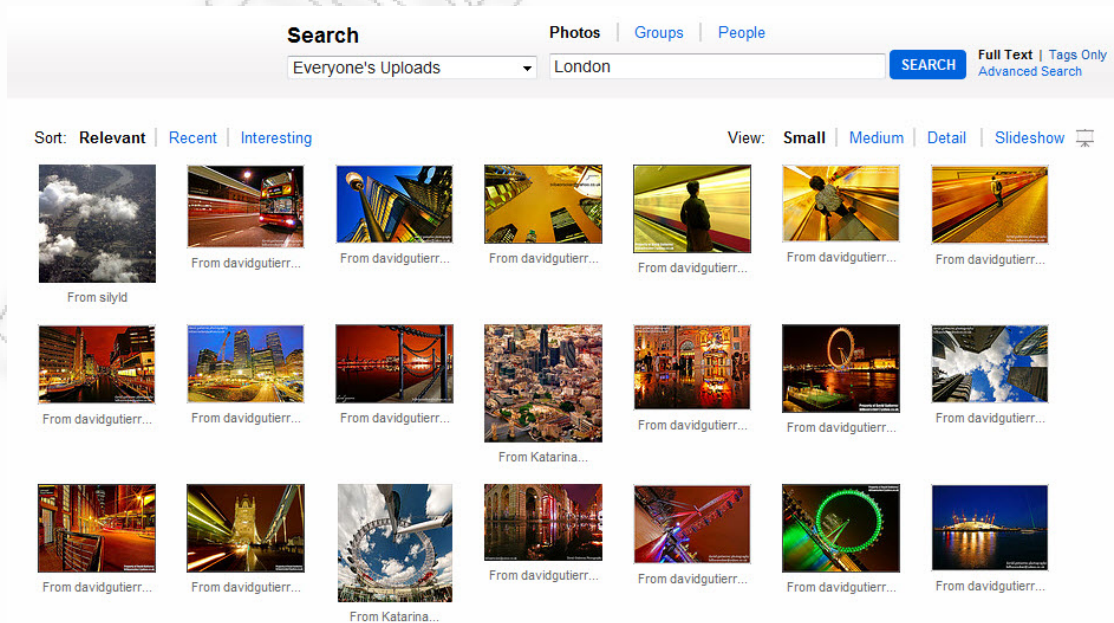 Search
Photos | Groups | People
Everyone's Uploads
London
SEARCH
Full Text | Tags Only
Advanced Search
Sort: Relevant | Recent | Interesting
View: Small | Medium | Detail | Slideshow
From silyld
From davidgutierr...
From davidgutierr...
From davidgutierr...
From davidgutierr...
From davidgutierr...
From davidgutierr...
From davidgutierr...
From davidgutierr...
From davidgutierr...
From Katarina...
From davidgutierr...
From davidgutierr...
From davidgutierr...
From davidgutierr...
From davidgutierr...
From Katarina...
From davidgutierr...
From davidgutierr...
From davidgutierr...
From davidgutierr...